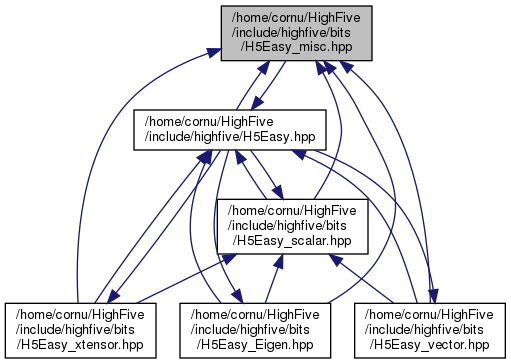 /home/cornu/HighFive
/include/highfive/bits
/H5Easy_misc.hpp
/home/cornu/HighFive
/include/highfive/H5Easy.hpp
/home/cornu/HighFive
/include/highfive/bits
/H5Easy_scalar.hpp
/home/cornu/HighFive
/include/highfive/bits
/H5Easy_xtensor.hpp
/home/cornu/HighFive
/include/highfive/bits
/H5Easy_Eigen.hpp
/home/cornu/HighFive
/include/highfive/bits
/H5Easy_vector.hpp